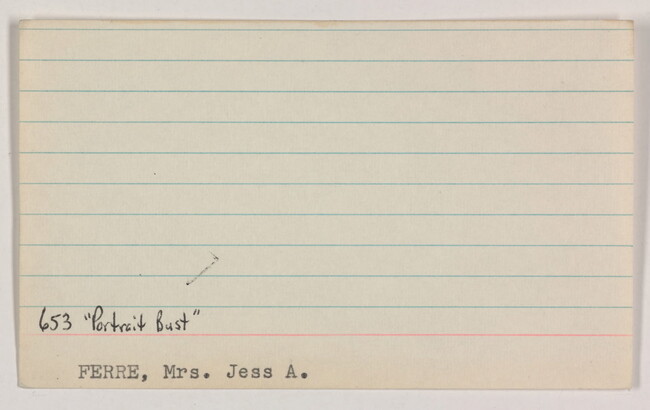 653 "Portrait Bust"
FERRE, Mrs. Jess A.